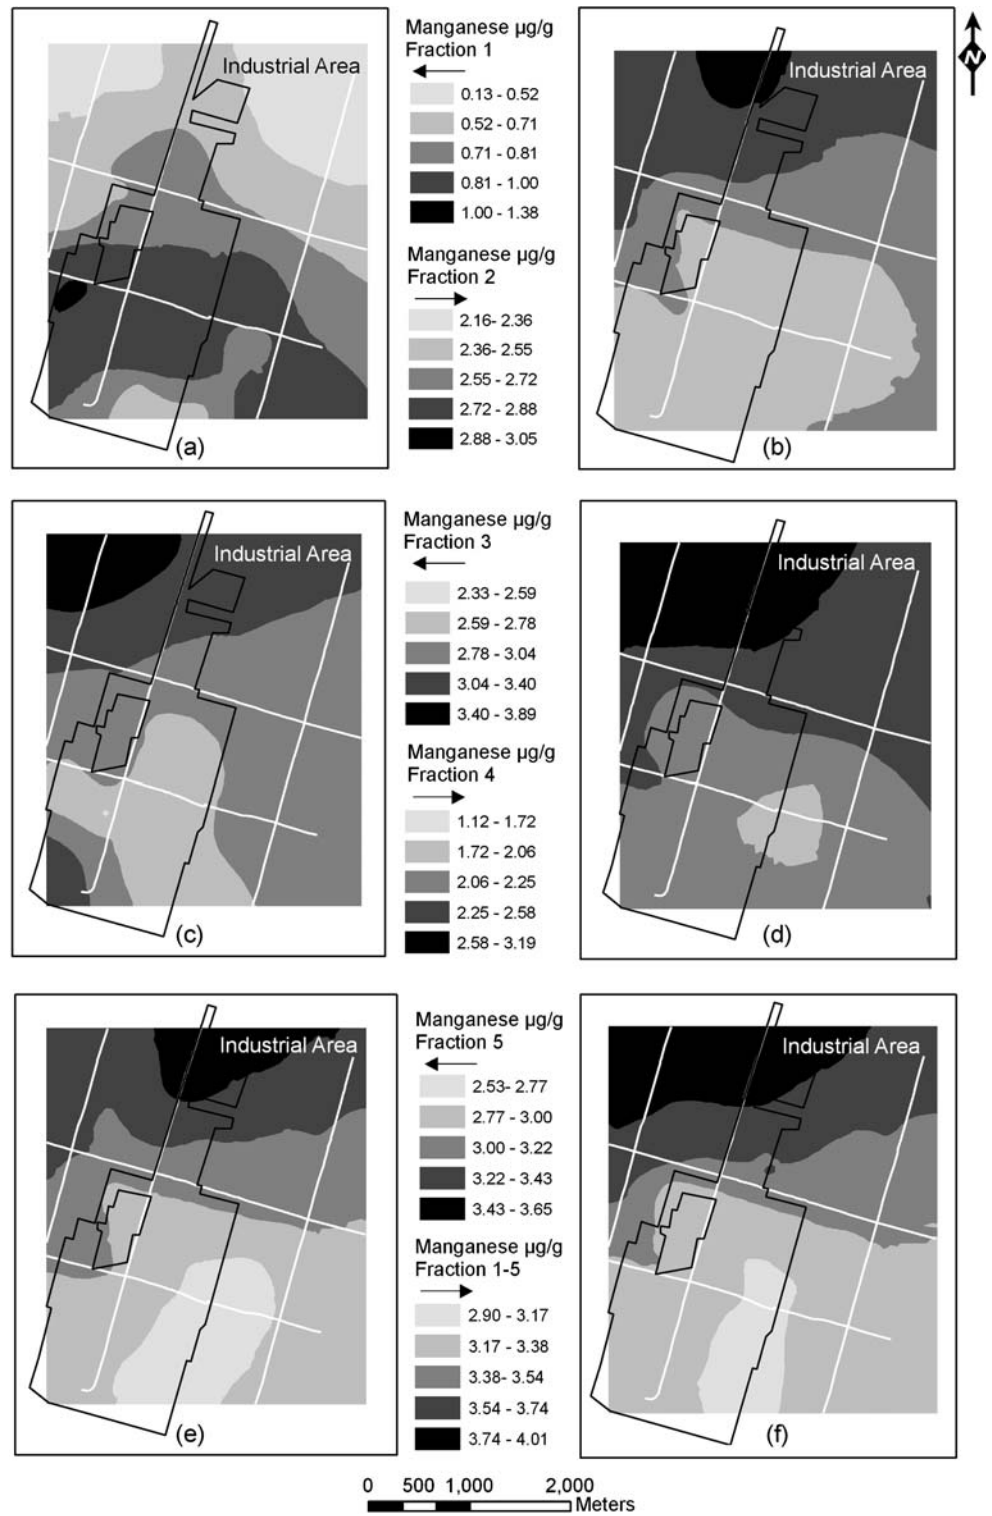 Manganese µg/g
Fraction 1
0.13 - 0.52
0.52 - 0.71
0.71 - 0.81
0.81 - 1.00
1.00 - 1.38
Manganese µg/g
Fraction 2
2.16- 2.36
2.36- 2.55
2.55 - 2.72
2.72 - 2.88
2.88 - 3.05
Industrial Area
(a)
Industrial Area
(b)
N
Manganese µg/g
Fraction 3
2.33 - 2.59
2.59 - 2.78
2.78 - 3.04
3.04 - 3.40
3.40 - 3.89
Manganese µg/g
Fraction 4
1.12 - 1.72
1.72 - 2.06
2.06 - 2.25
2.25 - 2.58
2.58 - 3.19
Industrial Area
(c)
Industrial Area
(d)
Manganese µg/g
Fraction 5
2.53- 2.77
2.77 - 3.00
3.00 - 3.22
3.22 - 3.43
3.43 - 3.65
Manganese µg/g
Fraction 1-5
2.90 - 3.17
3.17 - 3.38
3.38- 3.54
3.54 - 3.74
3.74 - 4.01
Industrial Area
(e)
Industrial Area
(f)
0 500 1,000 2,000
Meters